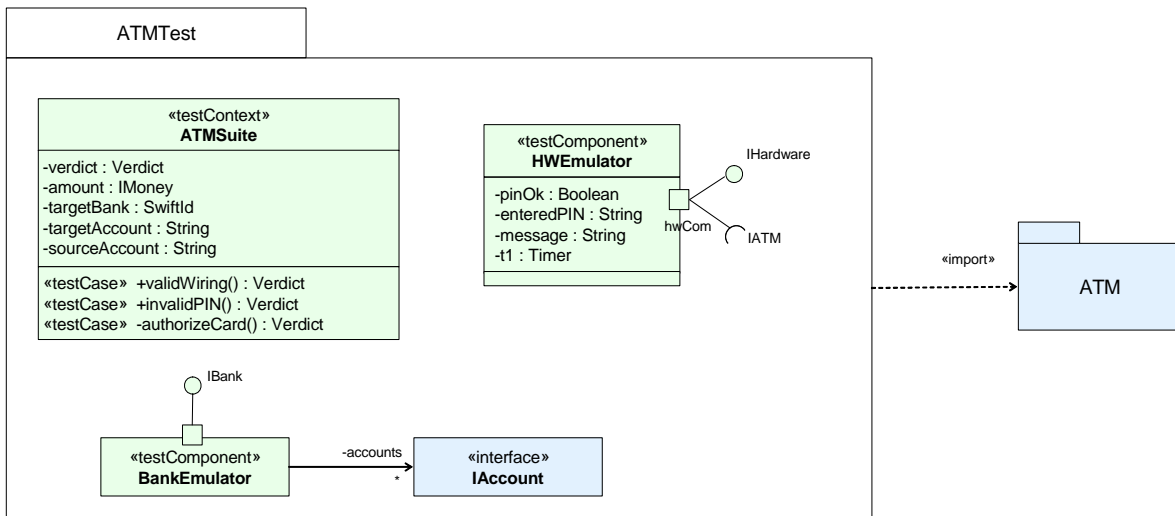 ATMTest
«testContext»
ATMSuite
-verdict : Verdict
-amount : IMoney
-targetBank : SwiftId
-targetAccount : String
-sourceAccount : String
«testCase» +validWiring() : Verdict
«testCase» +invalidPIN() : Verdict
«testCase» -authorizeCard() : Verdict
«testComponent»
HWEmulator
-pinOk : Boolean
-enteredPIN : String
-message : String
-t1 : Timer
hwCom
IHardware
IATM
«import»
ATM
IBank
«testComponent»
BankEmulator
-accounts
*
«interface»
IAccount